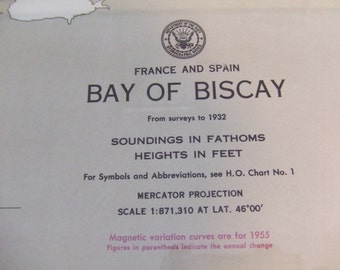 FRANCE AND SPAIN
BAY OF BISCAY
From surveys to 1932
SOUNDINGS IN FATHOMS
HEIGHTS IN FEET
For Symbols and Abbreviations, see H.O. Chart No. 1
MERCATOR PROJECTION
SCALE 1:871,310 AT LAT. 46°00'
Magnetic variation curves are for 1955
Figures in parenthesis indicate the annual change